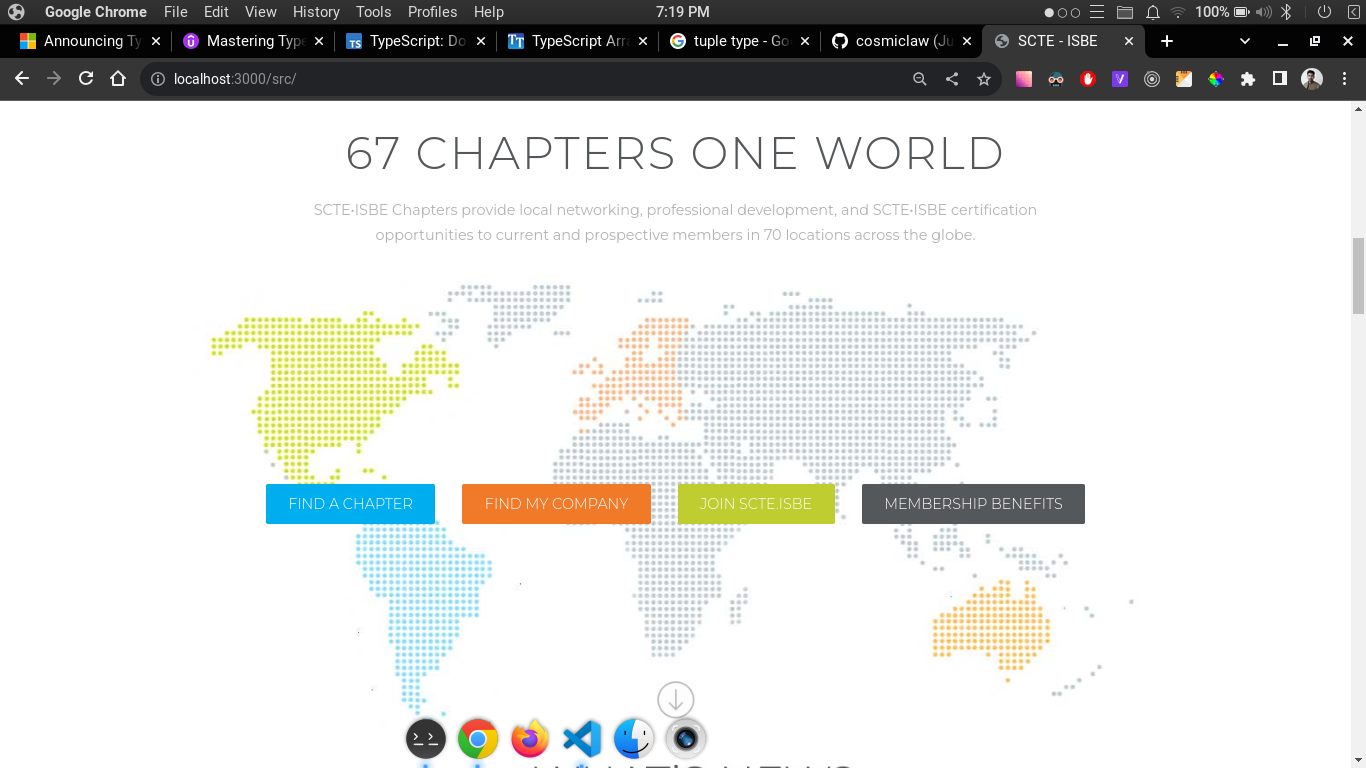 Google Chrome File Edit View History Tools Profiles Help 7:19 PM 100%
Announcing Ty Mastering Type TypeScript: Do TypeScript Arra tuple type - Go cosmiclaw (Ju SCTE - ISBE
localhost:3000/src/
67 CHAPTERS ONE WORLD
SCTE•ISBE Chapters provide local networking, professional development, and SCTE•ISBE certification
opportunities to current and prospective members in 70 locations across the globe.
FIND A CHAPTER FIND MY COMPANY JOIN SCTE.ISBE MEMBERSHIP BENEFITS